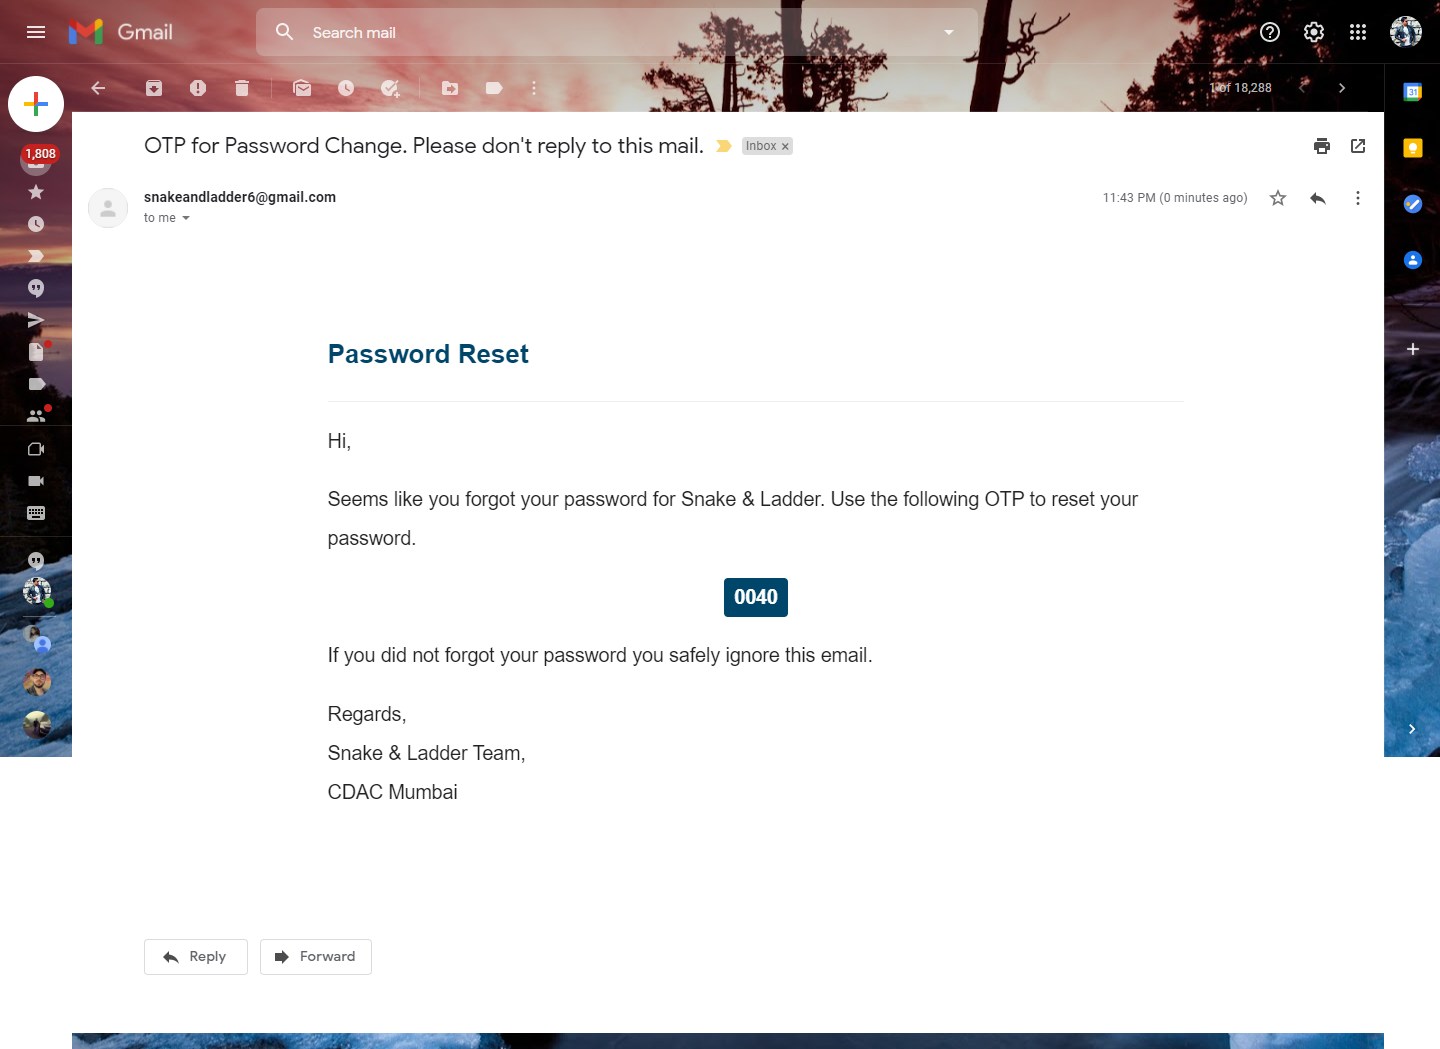 Gmail
Search mail
1 of 18,288
1,808
OTP for Password Change. Please don't reply to this mail.
Inbox ×
snakeandladder6@gmail.com
11:43 PM (0 minutes ago)
to me
31
Password Reset
Hi,
Seems like you forgot your password for Snake & Ladder. Use the following OTP to reset your
password.
0040
If you did not forgot your password you safely ignore this email.
Regards,
Snake & Ladder Team,
CDAC Mumbai
Reply
Forward